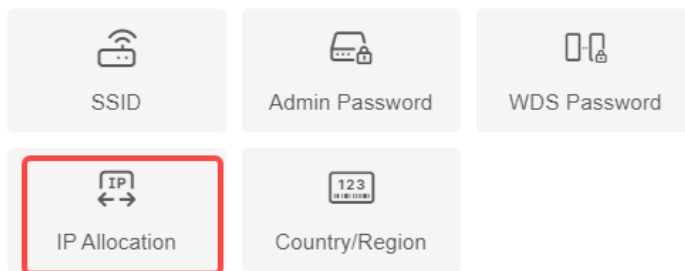 SSID
Admin Password
WDS Password
IP
IP Allocation
123
Country/Region